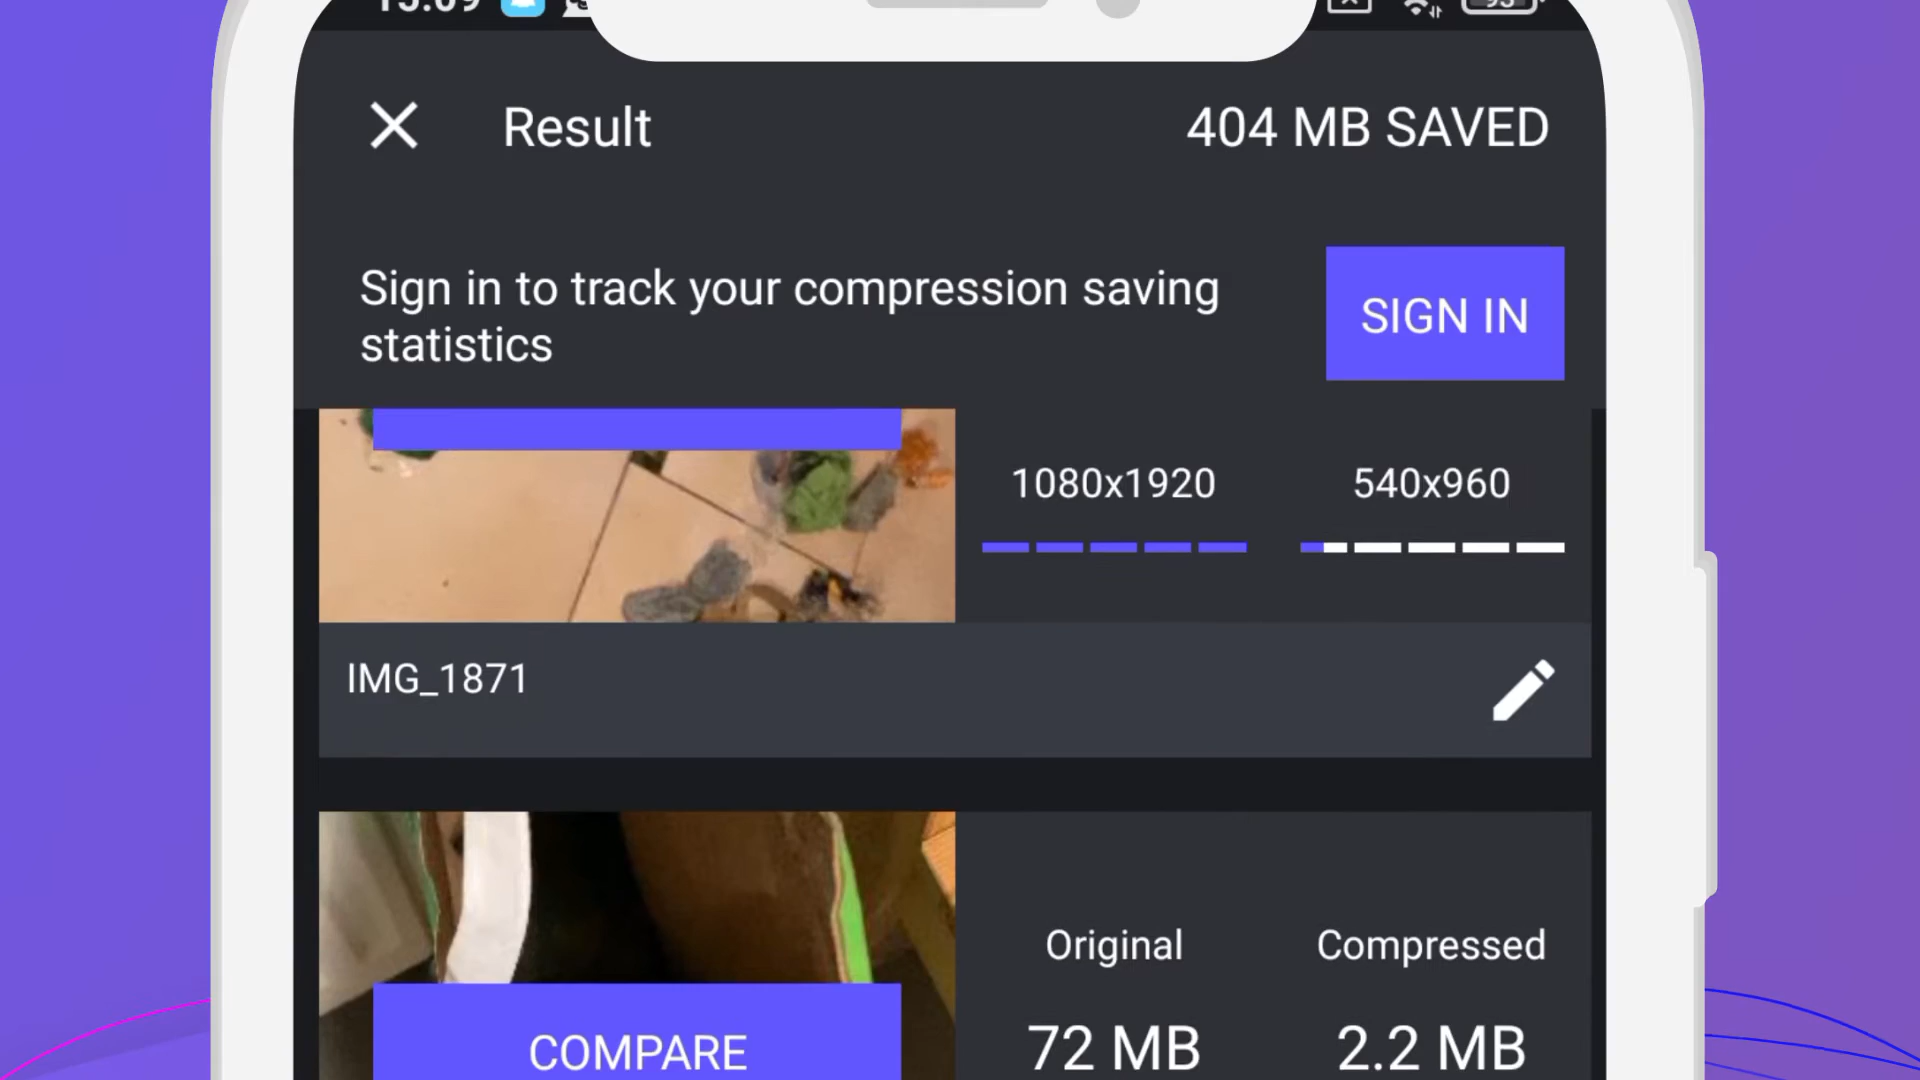 Result
404 MB SAVED
Sign in to track your compression saving
statistics
SIGN IN
1080x1920
540x960
IMG_1871
Original
Compressed
72 MB
2.2 MB
COMPARE